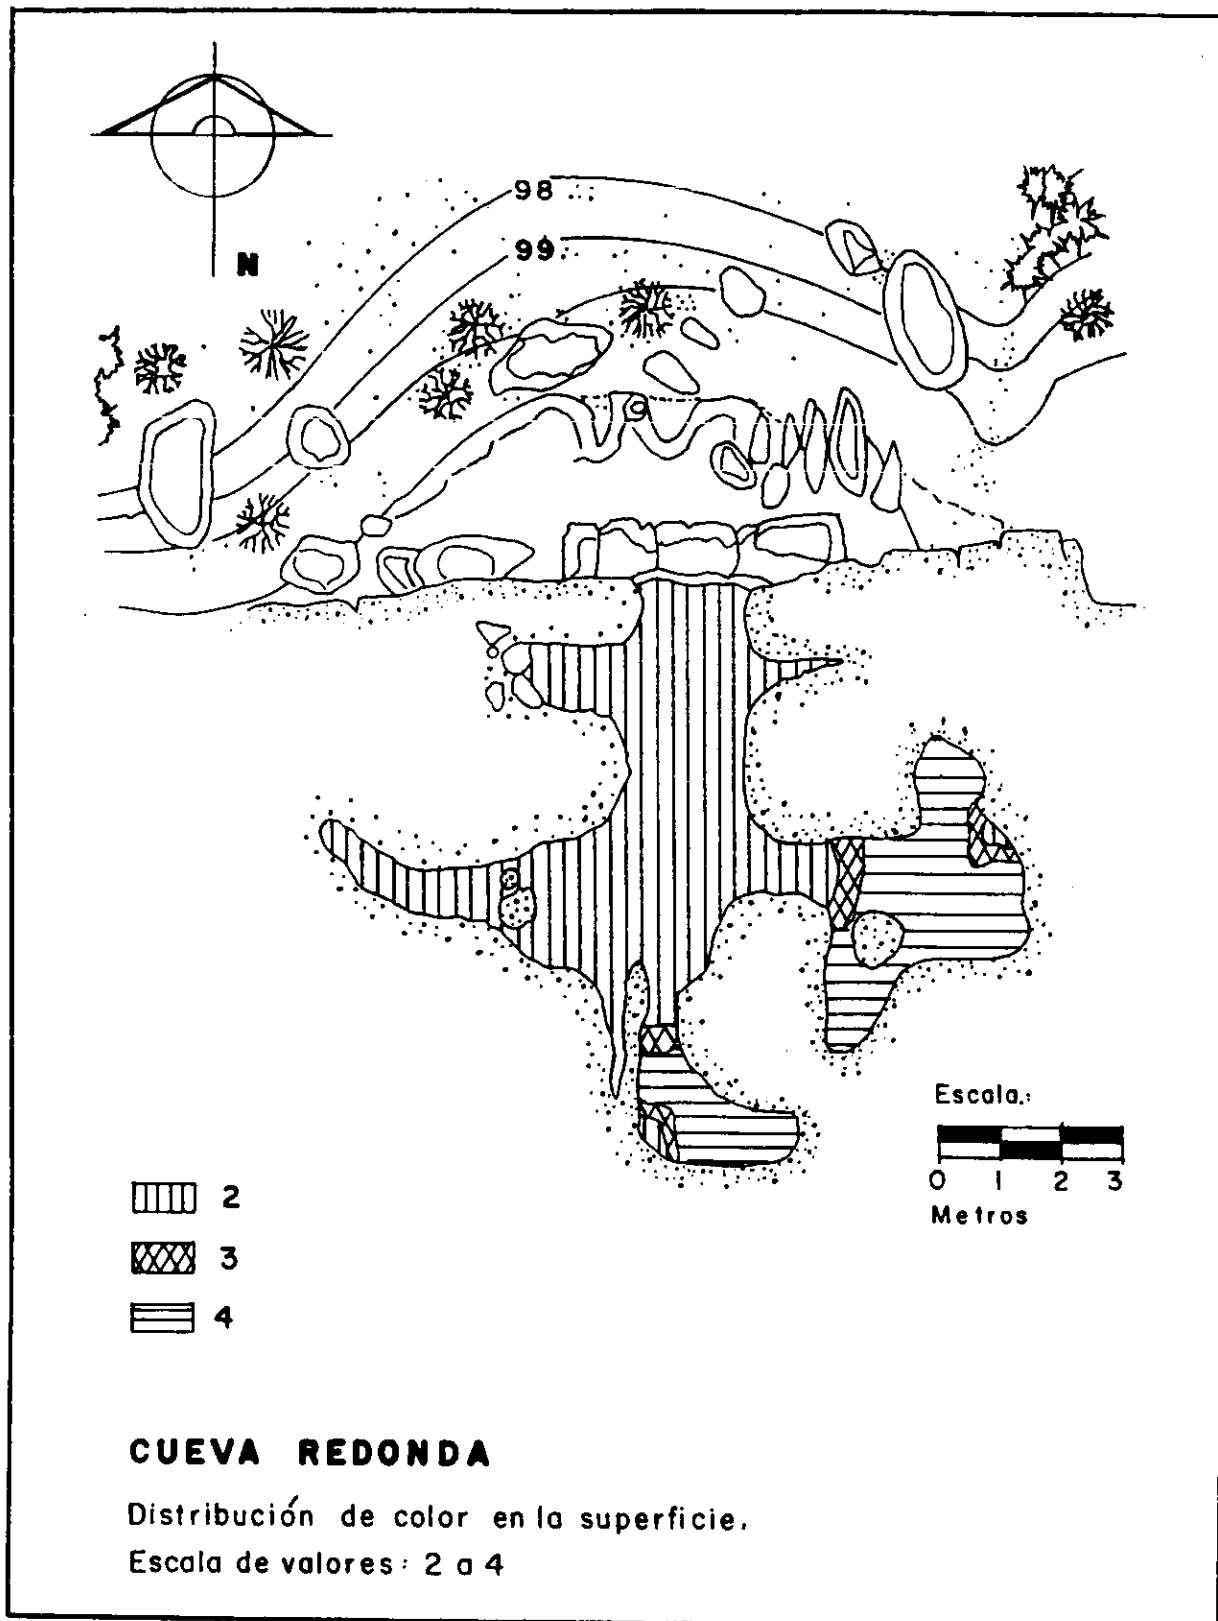 N
98
99
Escala.:
0 1 2 3
Metros
2
3
4
CUEVA REDONDA
Distribución de color en la superficie.
Escala de valores: 2 a 4